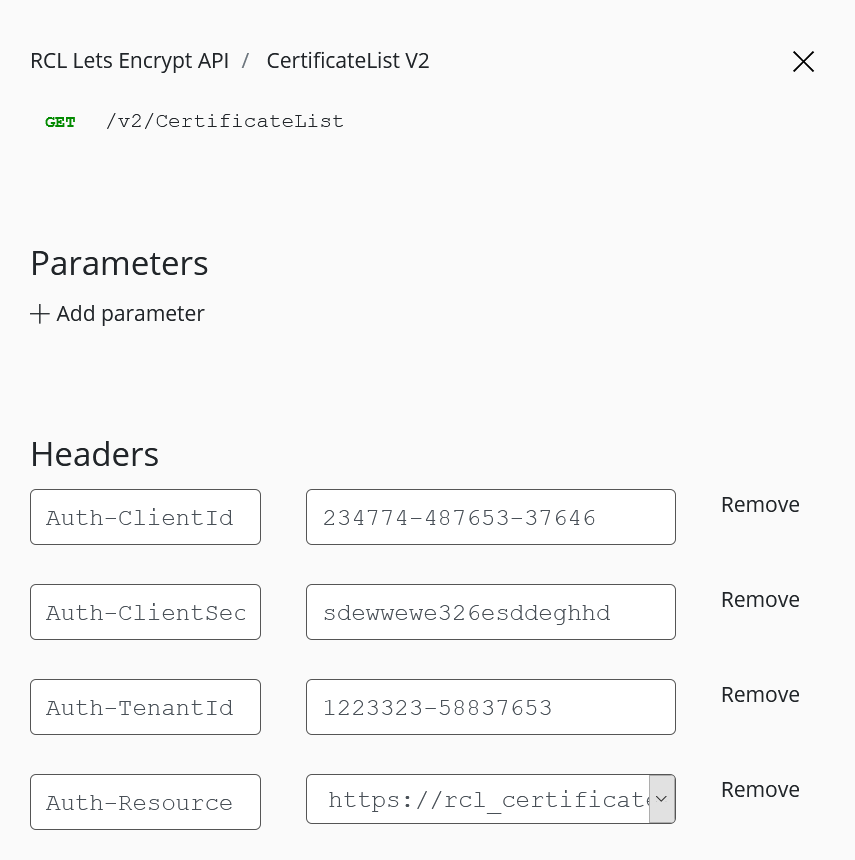 RCL Lets Encrypt API / CertificateList V2
GET /v2/CertificateList
Parameters
+ Add parameter
Headers
Auth-ClientId 234774-487653-37646 Remove
Auth-ClientSec sdewwewe326esddeghhd Remove
Auth-TenantId 1223323-58837653 Remove
Auth-Resource https://rcl_certificate Remove